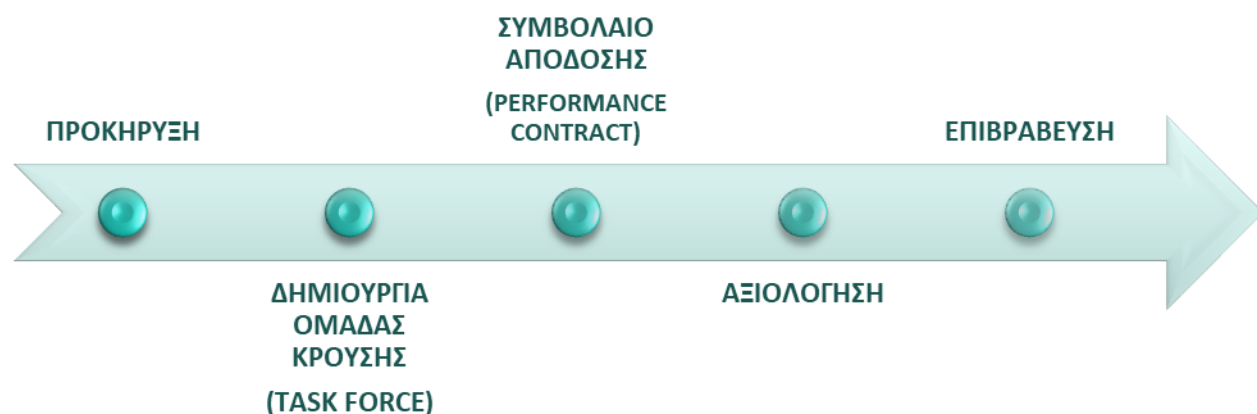 ΠΡΟΚΗΡΥΞΗ
ΔΗΜΙΟΥΡΓΙΑ
ΟΜΑΔΑΣ
ΚΡΟΥΣΗΣ
(TASK FORCE)
ΣΥΜΒΟΛΑΙΟ
ΑΠΟΔΟΣΗΣ
(PERFORMANCE
CONTRACT)
ΑΞΙΟΛΟΓΗΣΗ
ΕΠΙΒΡΑΒΕΥΣΗ